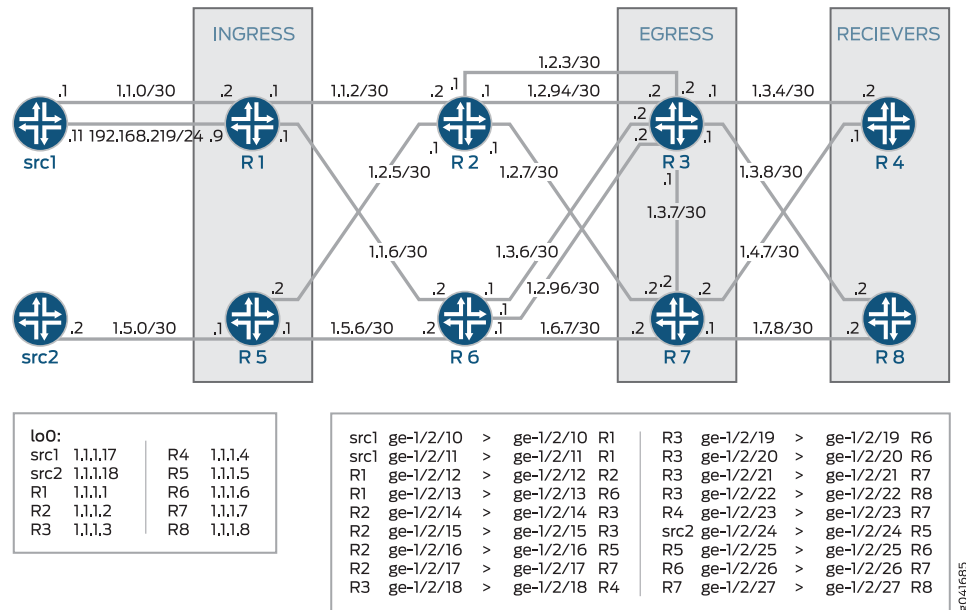 INGRESS
EGRESS
RECIEVERS
1.2.3/30
.1
.1 1.1.0/30 .2 .1 1.1.2/30 .2 .1 1.2.94/30 .2 .2 .1 1.3.4/30 .2
.11 192.168.219/24 .9 .1 .2 .1
src1
R 1
.1 .1
R 2
.2
R 3
.1
R 4
1.2.5/30
1.2.7/30
.1
1.3.8/30
1.3.7/30
1.1.6/30
1.3.6/30
1.4.7/30
1.2.96/30
.2 .2 .1 .2 .2 .2 .2
.1
.2 1.5.0/30 .1 .1 1.5.6/30 .2 .1 1.6.7/30 .2 .1 1.7.8/30 .2
src2
R 5
R 6
R 7
R 8
lo0:
src1 1.1.1.17 R4 1.1.1.4
src2 1.1.1.18 R5 1.1.1.5
R1 1.1.1.1 R6 1.1.1.6
R2 1.1.1.2 R7 1.1.1.7
R3 1.1.1.3 R8 1.1.1.8
src1 ge-1/2/10 > ge-1/2/10 R1 R3 ge-1/2/19 > ge-1/2/19 R6
src1 ge-1/2/11 > ge-1/2/11 R1 R3 ge-1/2/20 > ge-1/2/20 R6
R1 ge-1/2/12 > ge-1/2/12 R2 R3 ge-1/2/21 > ge-1/2/21 R7
R1 ge-1/2/13 > ge-1/2/13 R6 R3 ge-1/2/22 > ge-1/2/22 R8
R2 ge-1/2/14 > ge-1/2/14 R3 R4 ge-1/2/23 > ge-1/2/23 R7
R2 ge-1/2/15 > ge-1/2/15 R3 src2 ge-1/2/24 > ge-1/2/24 R5
R2 ge-1/2/16 > ge-1/2/16 R5 R5 ge-1/2/25 > ge-1/2/25 R6
R2 ge-1/2/17 > ge-1/2/17 R7 R6 ge-1/2/26 > ge-1/2/26 R7
R3 ge-1/2/18 > ge-1/2/18 R4 R7 ge-1/2/27 > ge-1/2/27 R8